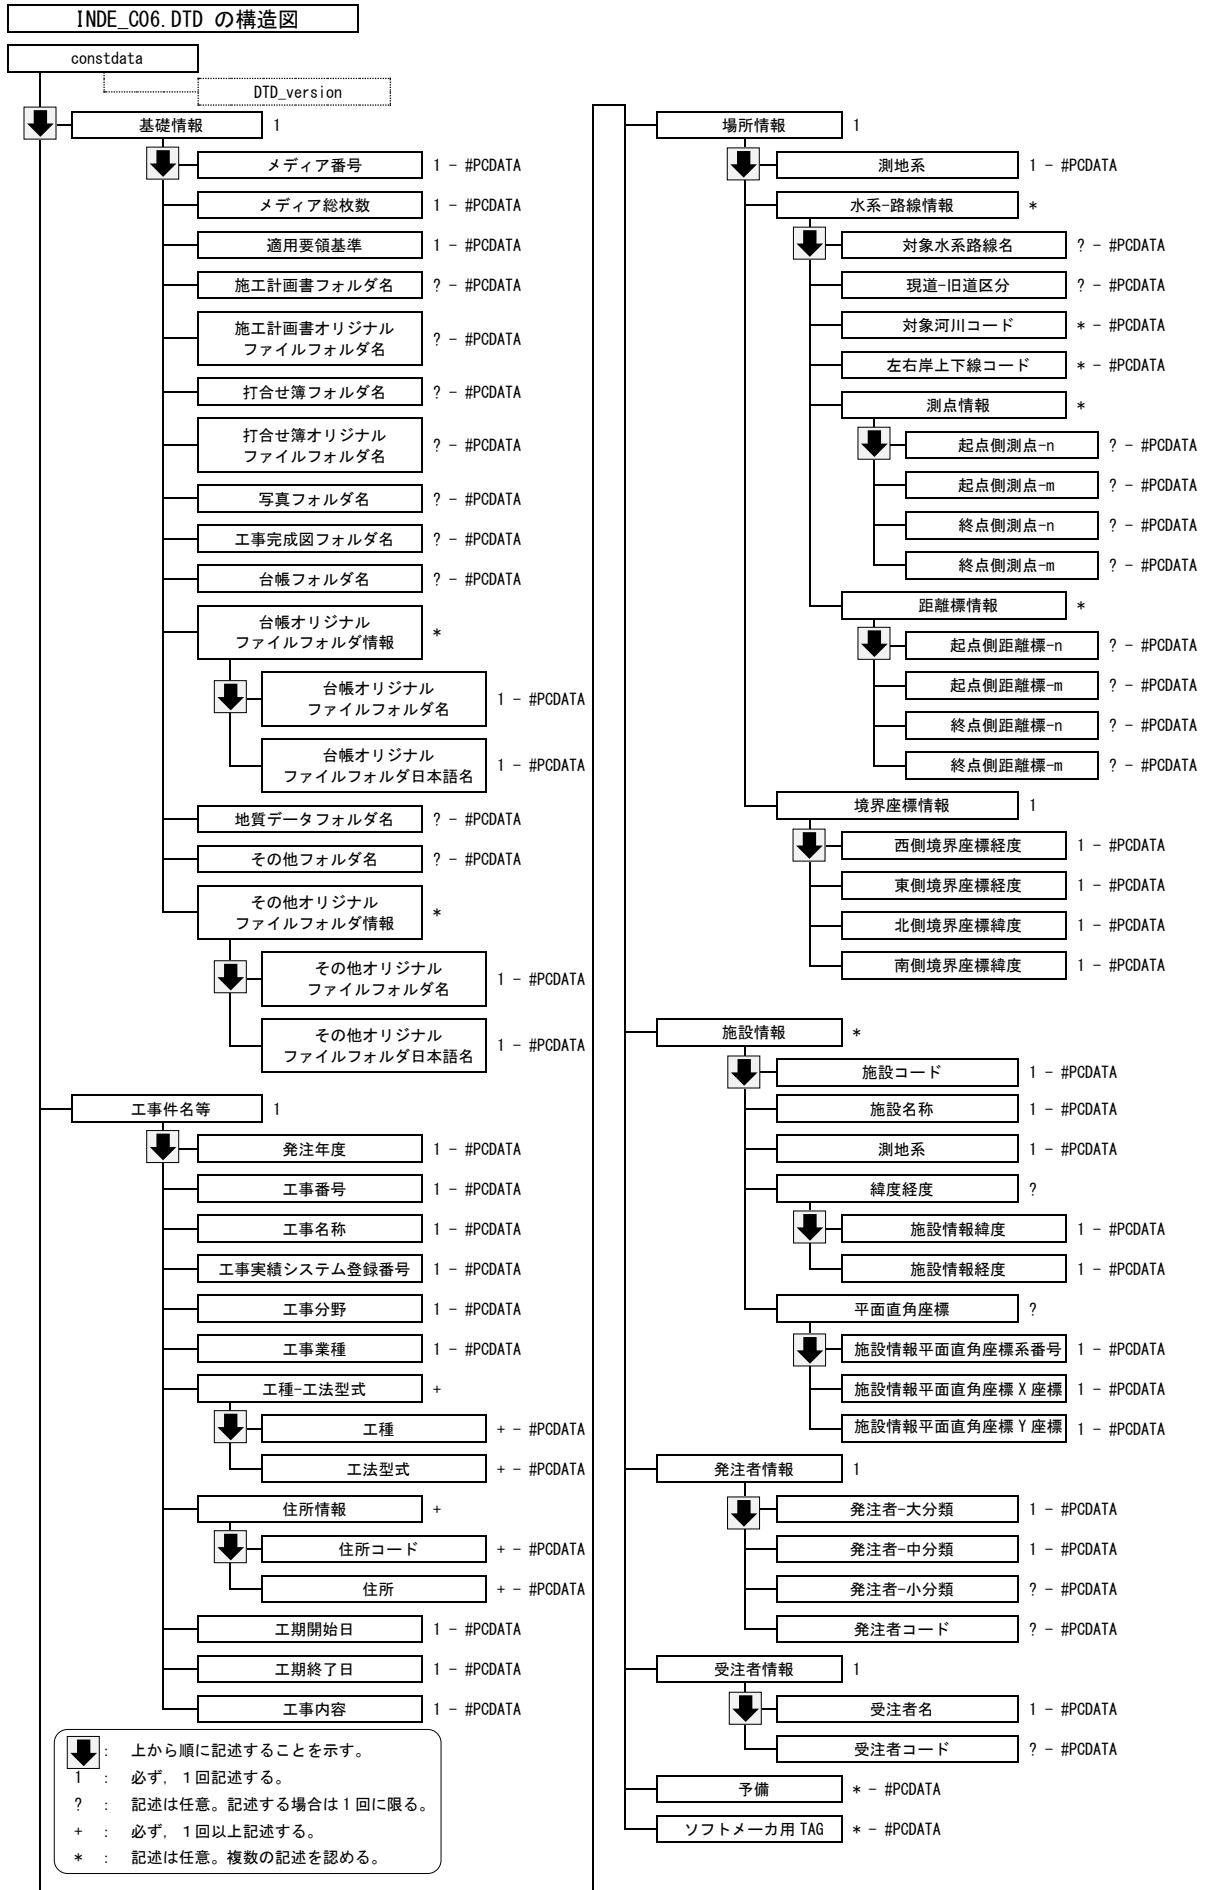 INDE_C06.DTD の構造図
constdata
DTD_version
基礎情報 1
メディア番号 1 - #PCDATA
メディア総枚数 1 - #PCDATA
適用要領基準 1 - #PCDATA
施工計画書フォルダ名 ? - #PCDATA
施工計画書オリジナル
ファイルフォルダ名 ? - #PCDATA
打合せ簿フォルダ名 ? - #PCDATA
打合せ簿オリジナル
ファイルフォルダ名 ? - #PCDATA
写真フォルダ名 ? - #PCDATA
工事完成図フォルダ名 ? - #PCDATA
台帳フォルダ名 ? - #PCDATA
台帳オリジナル
ファイルフォルダ情報 *
台帳オリジナル
ファイルフォルダ名 1 - #PCDATA
台帳オリジナル
ファイルフォルダ日本語名 1 - #PCDATA
地質データフォルダ名 ? - #PCDATA
その他フォルダ名 ? - #PCDATA
その他オリジナル
ファイルフォルダ情報 *
その他オリジナル
ファイルフォルダ名 1 - #PCDATA
その他オリジナル
ファイルフォルダ日本語名 1 - #PCDATA
工事件名等 1
発注年度 1 - #PCDATA
工事番号 1 - #PCDATA
工事名称 1 - #PCDATA
工事実績システム登録番号 1 - #PCDATA
工事分野 1 - #PCDATA
工事業種 1 - #PCDATA
工種-工法型式 +
工種 + - #PCDATA
工法型式 + - #PCDATA
住所情報 +
住所コード + - #PCDATA
住所 + - #PCDATA
工期開始日 1 - #PCDATA
工期終了日 1 - #PCDATA
工事内容 1 - #PCDATA
： 上から順に記述することを示す。
1 ： 必ず，１回記述する。
? ： 記述は任意。記述する場合は１回に限る。
+ ： 必ず，１回以上記述する。
* ： 記述は任意。複数の記述を認める。
場所情報 1
測地系 1 - #PCDATA
水系-路線情報 *
対象水系路線名 ? - #PCDATA
現道-旧道区分 ? - #PCDATA
対象河川コード * - #PCDATA
左右岸上下線コード * - #PCDATA
測点情報 *
起点側測点-n ? - #PCDATA
起点側測点-m ? - #PCDATA
終点側測点-n ? - #PCDATA
終点側測点-m ? - #PCDATA
距離標情報 *
起点側距離標-n ? - #PCDATA
起点側距離標-m ? - #PCDATA
終点側距離標-n ? - #PCDATA
終点側距離標-m ? - #PCDATA
境界座標情報 1
西側境界座標経度 1 - #PCDATA
東側境界座標経度 1 - #PCDATA
北側境界座標緯度 1 - #PCDATA
南側境界座標緯度 1 - #PCDATA
施設情報 *
施設コード 1 - #PCDATA
施設名称 1 - #PCDATA
測地系 1 - #PCDATA
緯度経度 ?
施設情報緯度 1 - #PCDATA
施設情報経度 1 - #PCDATA
平面直角座標 ?
施設情報平面直角座標系番号 1 - #PCDATA
施設情報平面直角座標Ｘ座標 1 - #PCDATA
施設情報平面直角座標Ｙ座標 1 - #PCDATA
発注者情報 1
発注者-大分類 1 - #PCDATA
発注者-中分類 1 - #PCDATA
発注者-小分類 ? - #PCDATA
発注者コード ? - #PCDATA
受注者情報 1
受注者名 1 - #PCDATA
受注者コード ? - #PCDATA
予備 * - #PCDATA
ソフトメーカ用 TAG * - #PCDATA